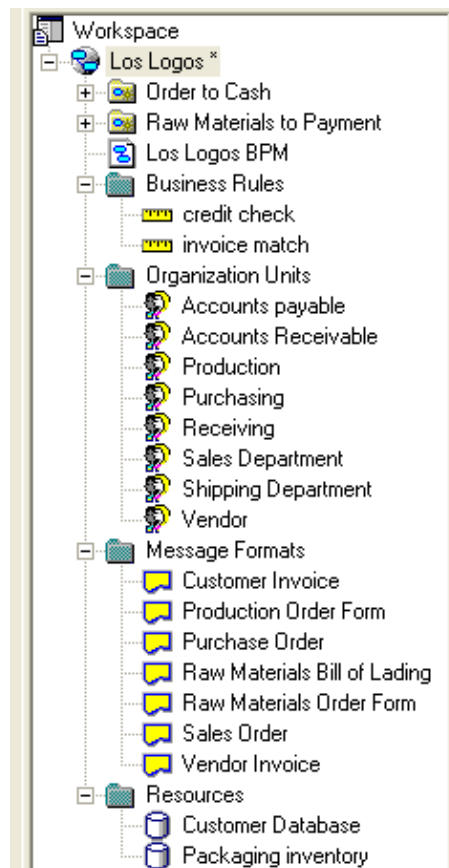 Workspace
Los Logos *
Order to Cash
Raw Materials to Payment
Los Logos BPM
Business Rules
credit check
invoice match
Organization Units
Accounts payable
Accounts Receivable
Production
Purchasing
Receiving
Sales Department
Shipping Department
Vendor
Message Formats
Customer Invoice
Production Order Form
Purchase Order
Raw Materials Bill of Lading
Raw Materials Order Form
Sales Order
Vendor Invoice
Resources
Customer Database
Packaging inventory